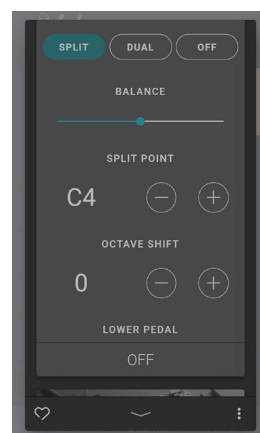 SPLIT DUAL OFF
BALANCE
SPLIT POINT
C4
OCTAVE SHIFT
0
LOWER PEDAL
OFF